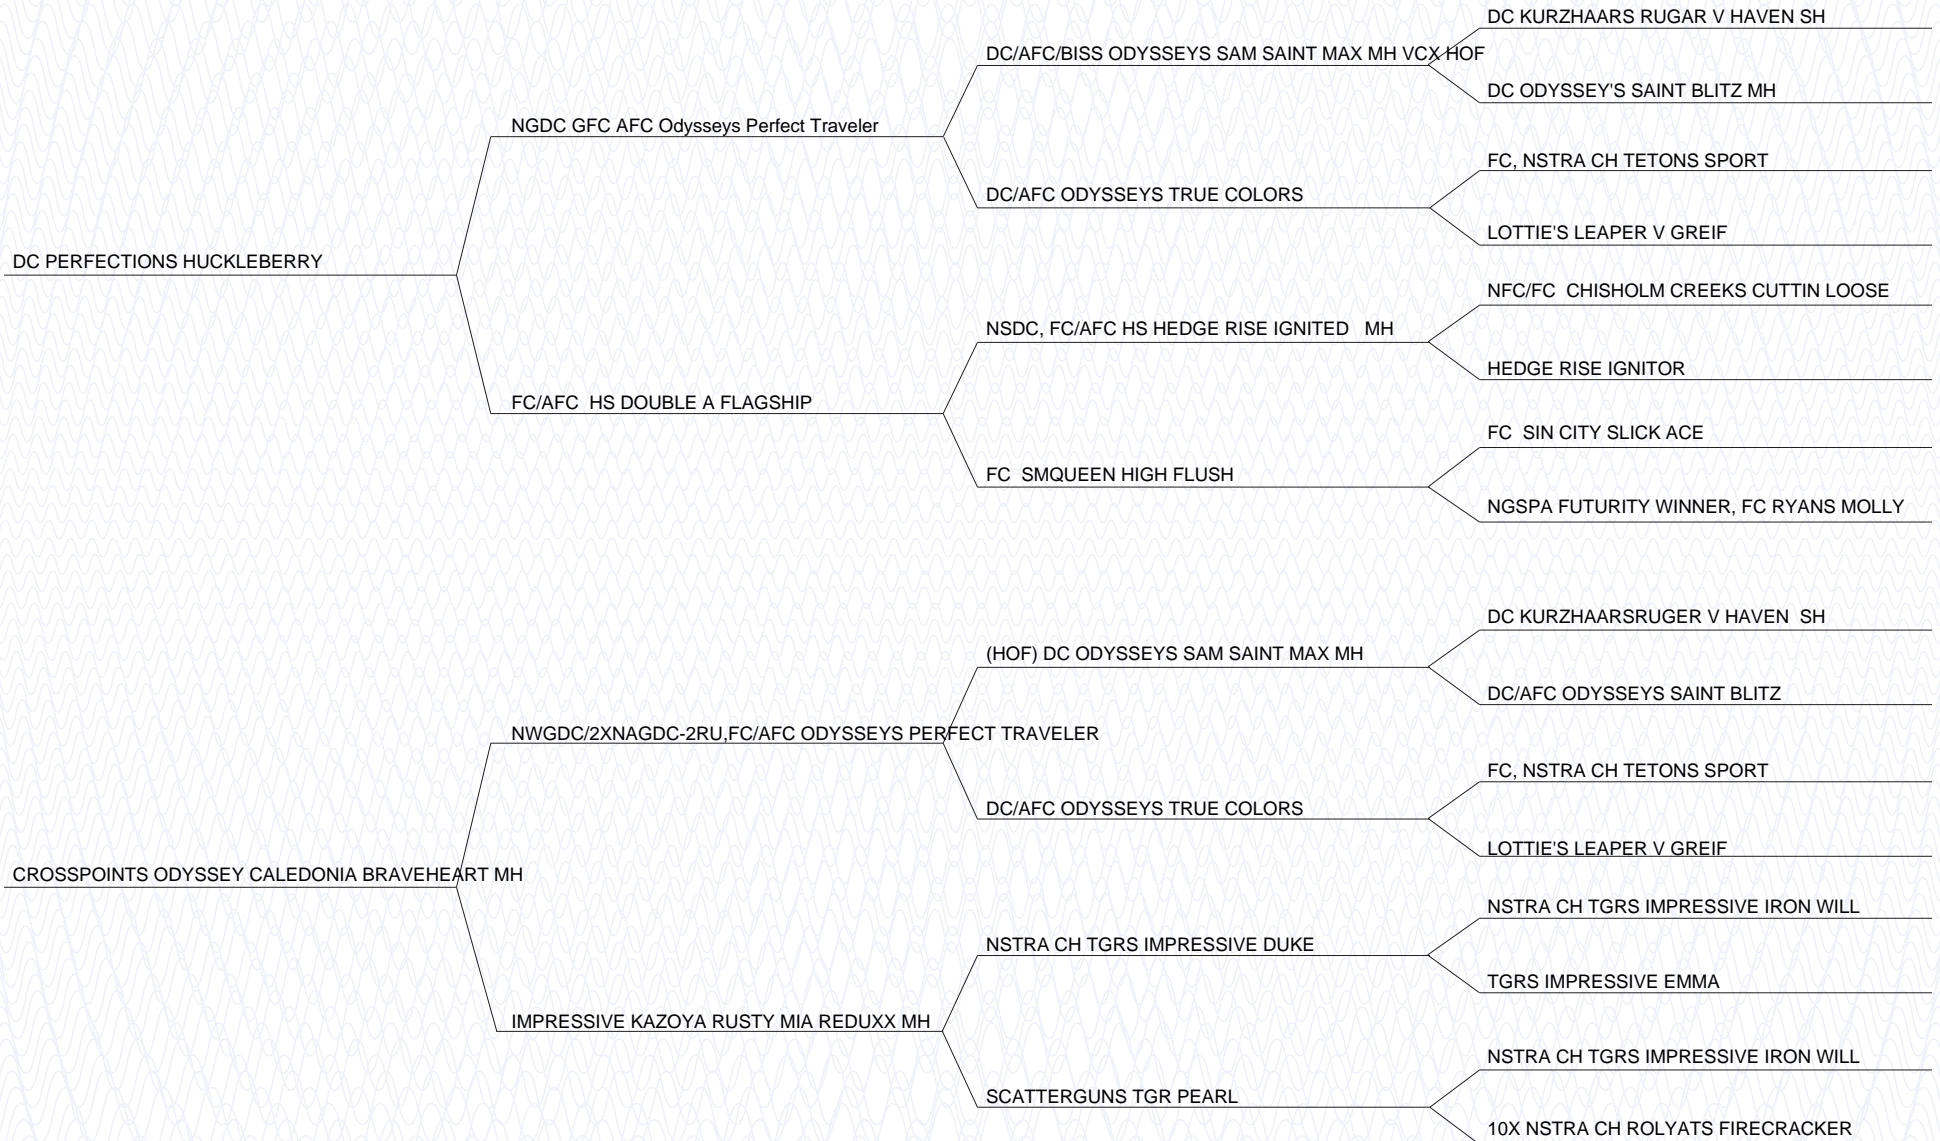 DC KURZHAARS RUGAR V HAVEN SH
DC/AFC/BISS ODYSSEYS SAM SAINT MAX MH VCX HOF
DC ODYSSEY'S SAINT BLITZ MH
NGDC GFC AFC Odysseys Perfect Traveler
FC, NSTRA CH TETONS SPORT
DC/AFC ODYSSEYS TRUE COLORS
LOTTIE'S LEAPER V GREIF
DC PERFECTIONS HUCKLEBERRY
NFC/FC  CHISHOLM CREEKS CUTTIN LOOSE
NSDC, FC/AFC HS HEDGE RISE IGNITED   MH
HEDGE RISE IGNITOR
FC/AFC  HS DOUBLE A FLAGSHIP
FC  SIN CITY SLICK ACE
FC  SMQUEEN HIGH FLUSH
NGSPA FUTURITY WINNER, FC RYANS MOLLY
DC KURZHAARSRUGER V HAVEN  SH
(HOF) DC ODYSSEYS SAM SAINT MAX MH
DC/AFC ODYSSEYS SAINT BLITZ
NWGDC/2XNAGDC-2RU,FC/AFC ODYSSEYS PERFECT TRAVELER
FC, NSTRA CH TETONS SPORT
DC/AFC ODYSSEYS TRUE COLORS
LOTTIE'S LEAPER V GREIF
CROSSPOINTS ODYSSEY CALEDONIA BRAVEHEART MH
NSTRA CH TGRS IMPRESSIVE IRON WILL
NSTRA CH TGRS IMPRESSIVE DUKE
TGRS IMPRESSIVE EMMA
IMPRESSIVE KAZOYA RUSTY MIA REDUXX MH
NSTRA CH TGRS IMPRESSIVE IRON WILL
SCATTERGUNS TGR PEARL
10X NSTRA CH ROLYATS FIRECRACKER